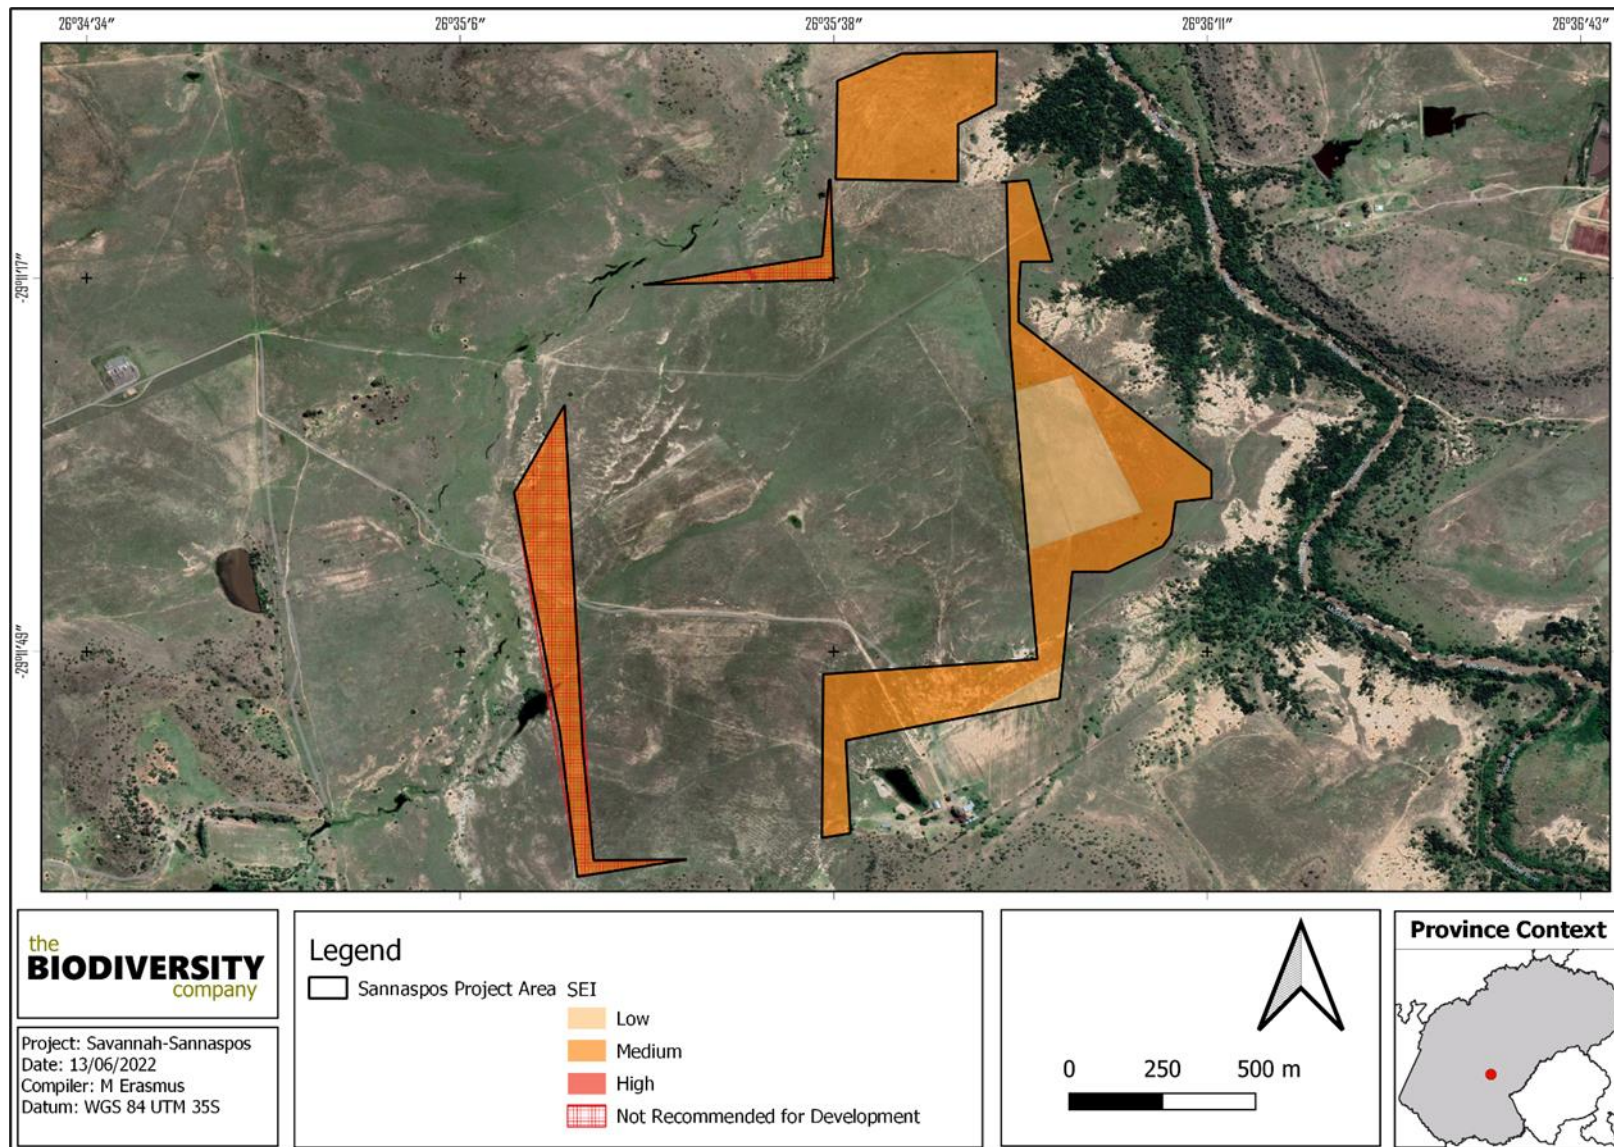 26°34'34"
26°35'6"
26°35'38"
26°36'11"
26°36'43"
-29°11'17"
-29°11'49"
the
BIODIVERSITY
company
Project: Savannah-Sannaspos
Date: 13/06/2022
Compiler: M Erasmus
Datum: WGS 84 UTM 35S
Legend
Sannaspos Project Area
SEI
Low
Medium
High
Not Recommended for Development
0 250 500 m
Province Context